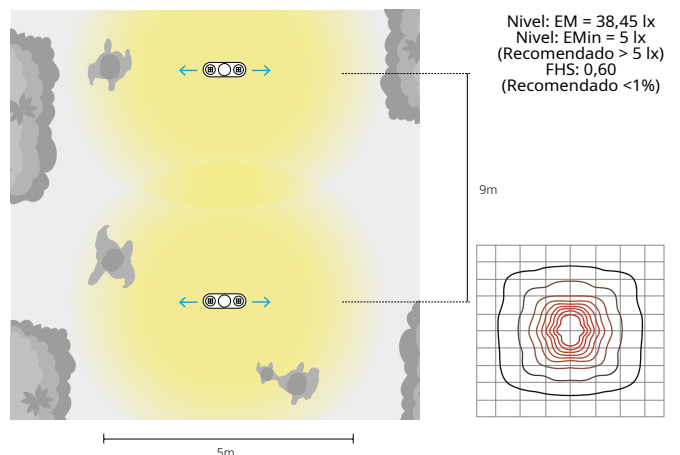 Nivel: EM = 38,45 lx
Nivel: EMin = 5 lx
(Recomendado > 5 lx)
FHS: 0,60
(Recomendado <1%)
9m
5m